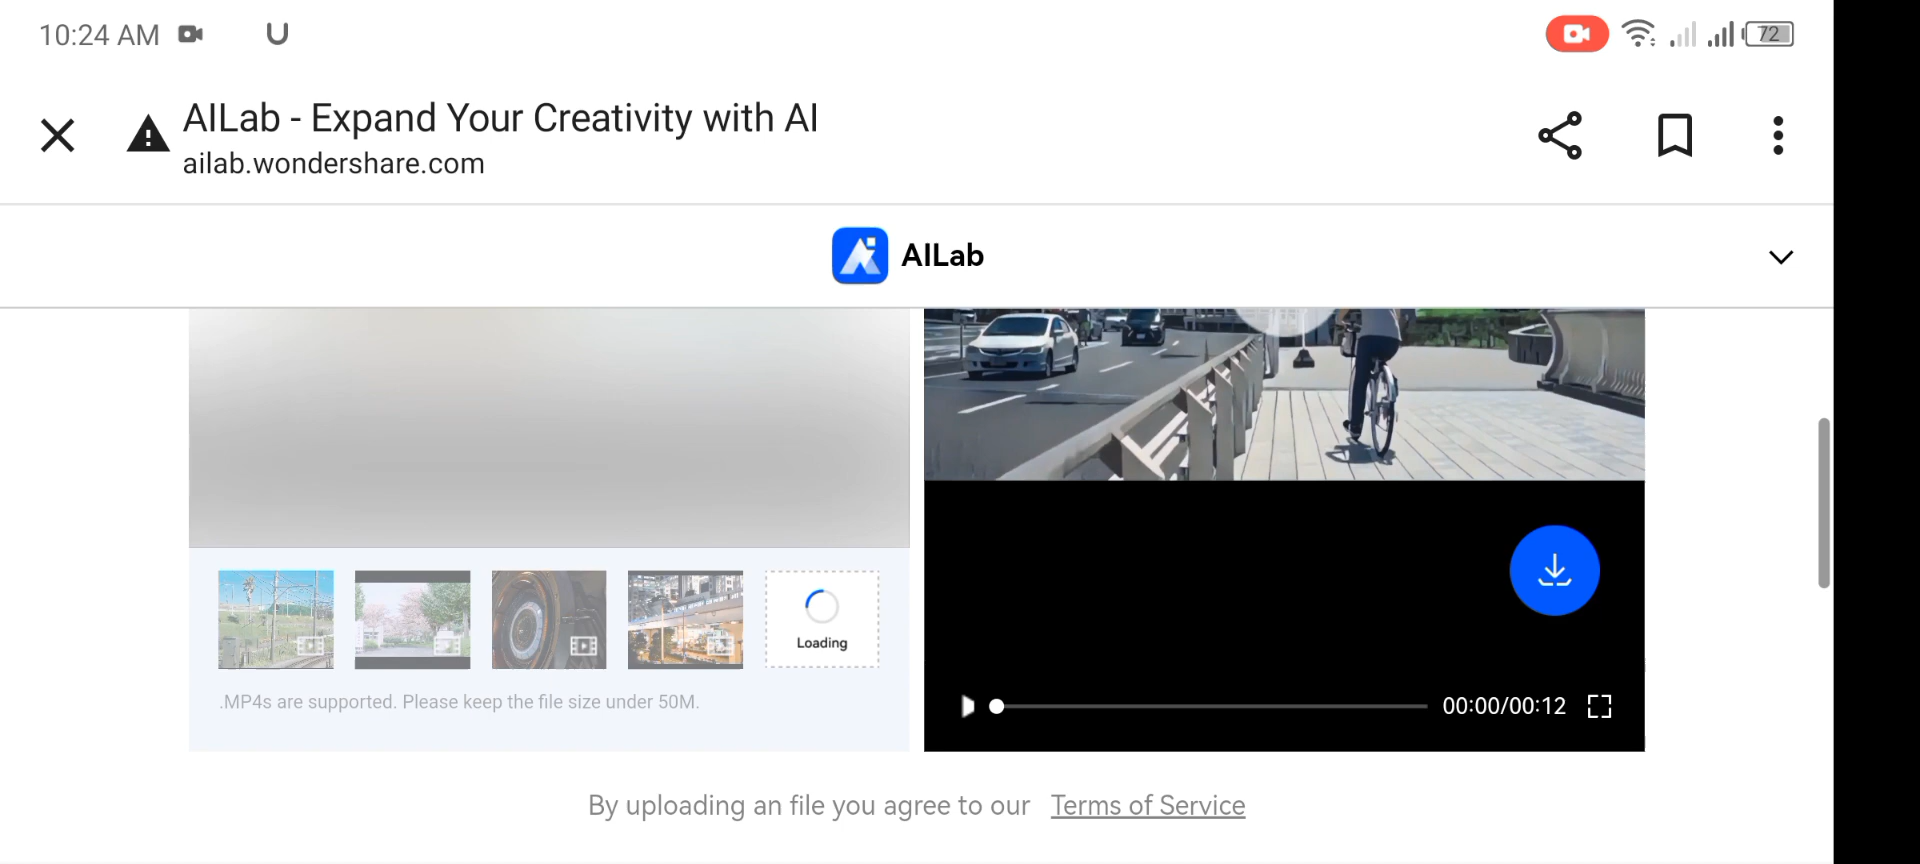 10:24 AM
72
AILab - Expand Your Creativity with AI
ailab.wondershare.com
AILab
Loading
.MP4s are supported. Please keep the file size under 50M.
00:00/00:12
By uploading an file you agree to our Terms of Service